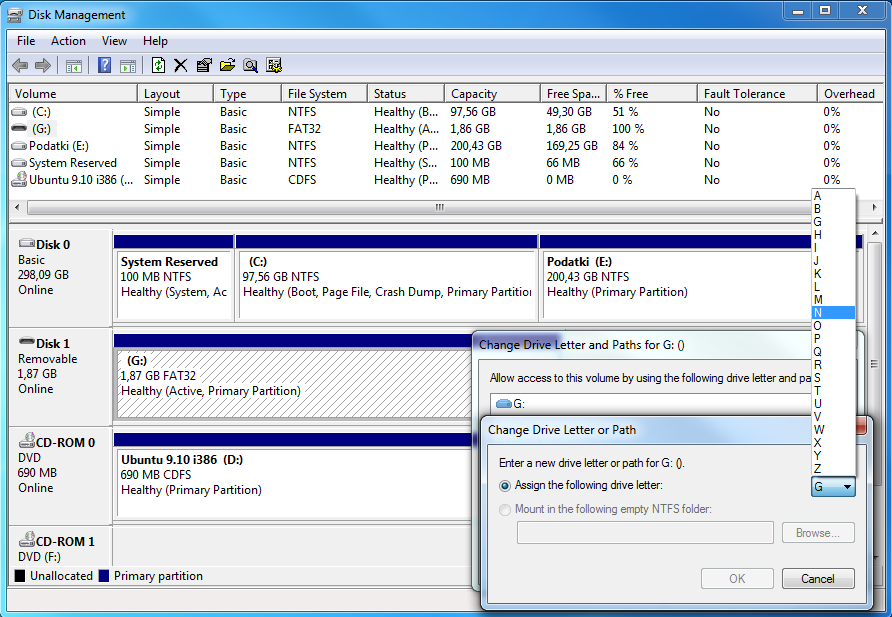 Disk Management
File Action View Help
Volume Layout Type File System Status Capacity Free Spa... % Free Fault Tolerance Overhead
(C:) Simple Basic NTFS Healthy (B... 97,56 GB 49,30 GB 51 % No 0%
(G:) Simple Basic FAT32 Healthy (A... 1,86 GB 1,86 GB 100 % No 0%
Podatki (E:) Simple Basic NTFS Healthy (P... 200,43 GB 169,25 GB 84 % No 0%
System Reserved Simple Basic NTFS Healthy (S... 100 MB 66 MB 66 % No 0%
Ubuntu 9.10 i386 (... Simple Basic CDFS Healthy (P... 690 MB 0 MB 0 % No 0%
Disk 0
Basic
298,09 GB
Online
System Reserved
100 MB NTFS
Healthy (System, Ac
(C:)
97,56 GB NTFS
Healthy (Boot, Page File, Crash Dump, Primary Partition
Podatki (E:)
200,43 GB NTFS
Healthy (Primary Partition)
Disk 1
Removable
1,87 GB
Online
(G:)
1,87 GB FAT32
Healthy (Active, Primary Partition)
CD-ROM 0
DVD
690 MB
Online
Ubuntu 9.10 i386 (D:)
690 MB CDFS
Healthy (Primary Partition)
CD-ROM 1
DVD (F:)
Unallocated Primary partition
Change Drive Letter and Paths for G: ()
Allow access to this volume by using the following drive letter and pa
G:
Change Drive Letter or Path
Enter a new drive letter or path for G: ().
Assign the following drive letter:
G
Mount in the following empty NTFS folder:
Browse...
OK Cancel
A
B
G
H
I
J
K
L
M
N
O
P
Q
R
S
T
U
V
W
X
Y
Z